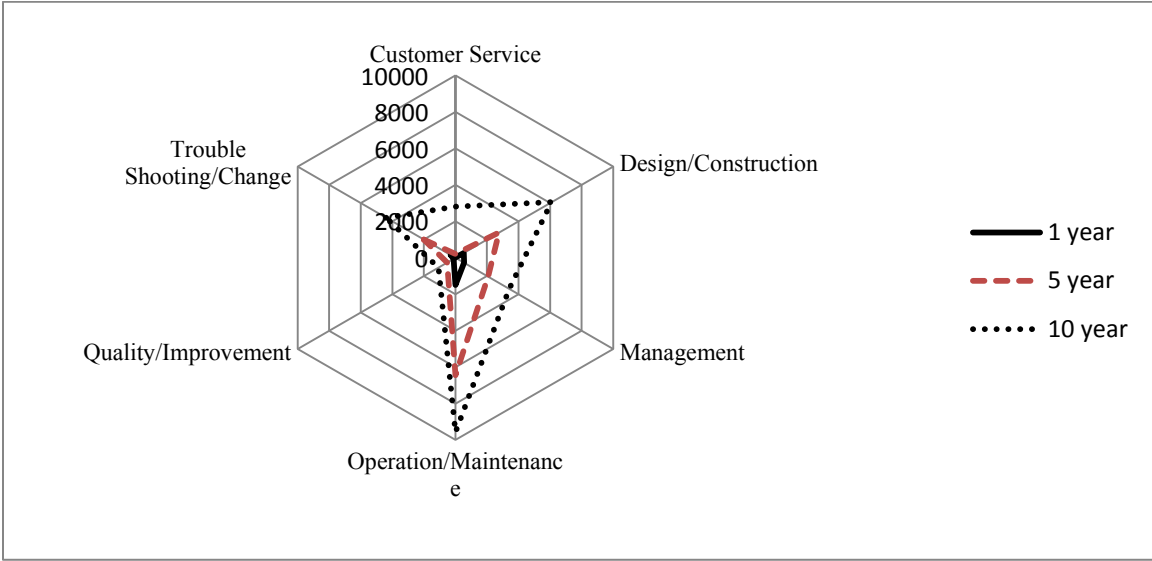 Customer Service
10000
8000
6000
4000
2000
0
Trouble
Shooting/Change
Design/Construction
Quality/Improvement
Management
Operation/Maintenanc
e
1 year
5 year
10 year